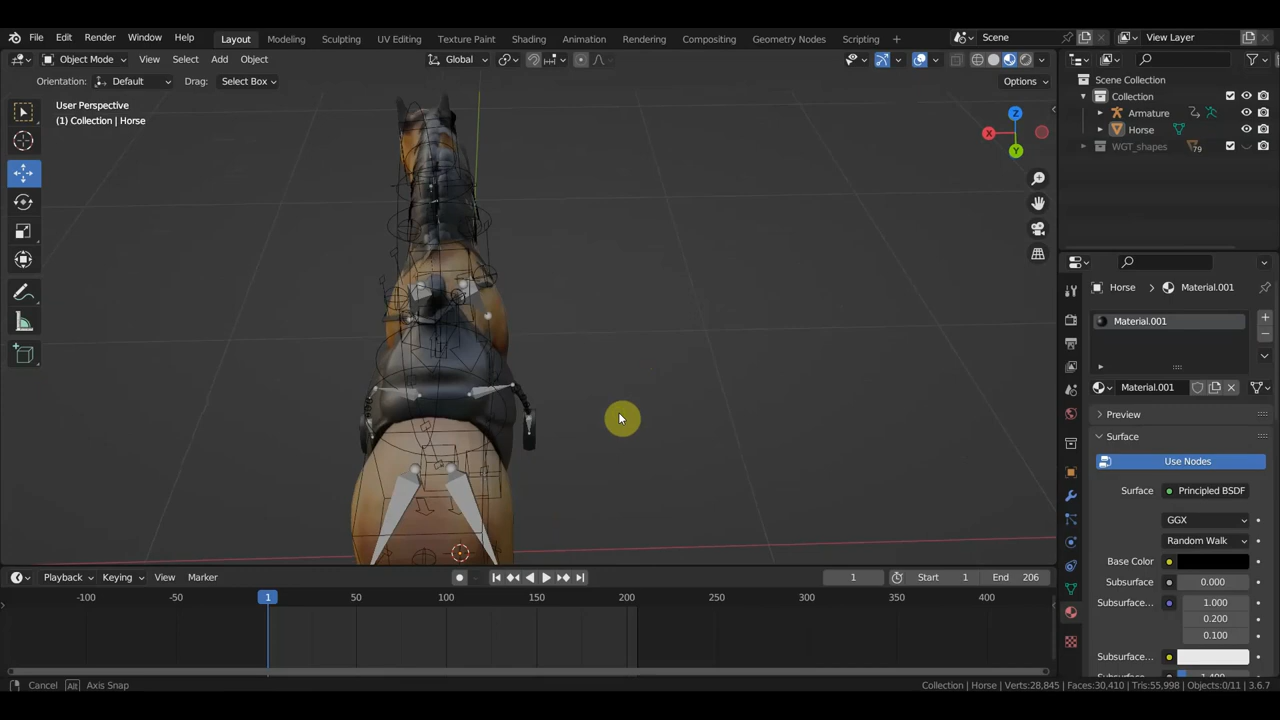 File Edit Render Window Help Layout Modeling Sculpting UV Editing Texture Paint Shading Animation Rendering Compositing Geometry Nodes Scripting + Scene View Layer
Object Mode View Select Add Object Global
Orientation: Default Drag: Select Box Options
User Perspective
(1) Collection | Horse
X
Y
Z
Scene Collection
Collection
Armature
Horse
WGT_shapes 79
Horse Material.001
Material.001
Material.001
Preview
Surface
Use Nodes
Surface Principled BSDF
GGX
Random Walk
Base Color
Subsurface 0.000
Subsurface... 1.000
0.200
0.100
Subsurface...
Playback Keying View Marker 1 Start 1 End 206
-100 -50 1 50 100 150 200 250 300 350 400
Cancel Alt Axis Snap Collection | Horse | Verts:28,845 | Faces:30,410 | Tris:55,998 | Objects:0/11 | 3.6.7